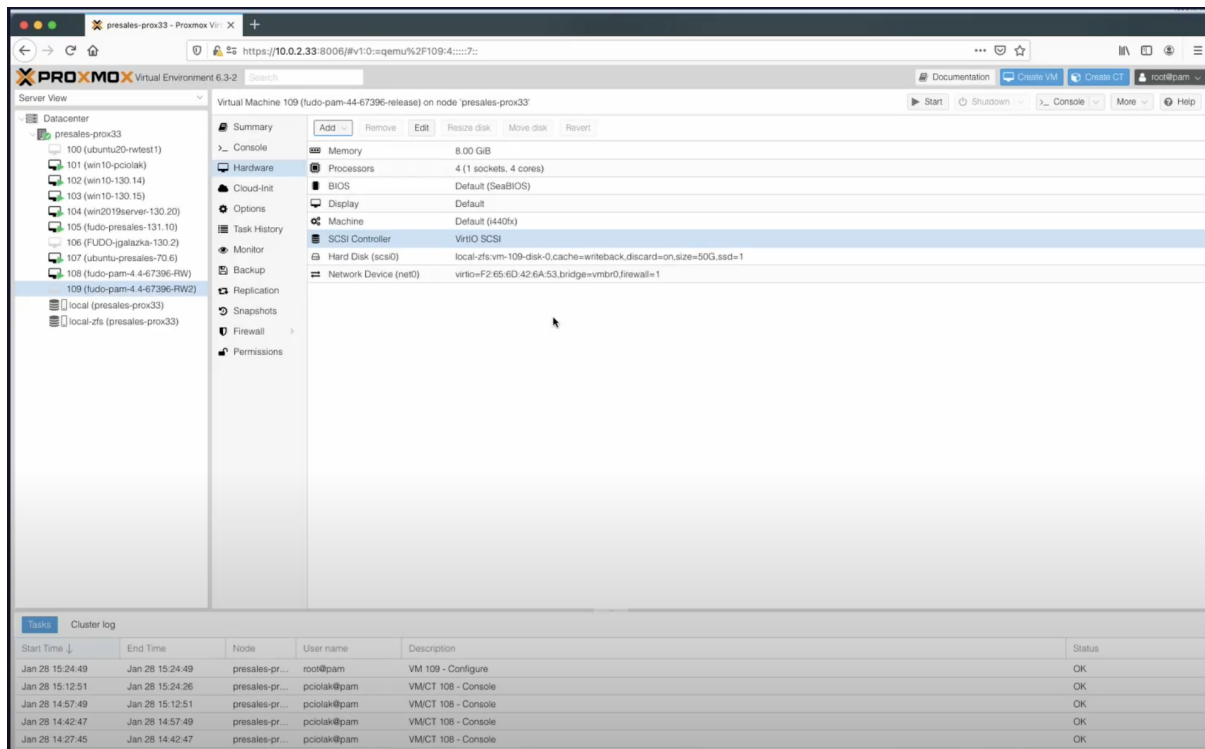 presales-prox33 - Proxmox Vir
https://10.0.2.33:8006/#v1:0:=qemu%2F109:4:::::7::
PROXMOX Virtual Environment 6.3-2 Search
Documentation Create VM Create CT root@pam
Server View
Virtual Machine 109 (fudo-pam-44-67396-release) on node 'presales-prox33'
Start Shutdown Console More Help
Datacenter
presales-prox33
100 (ubuntu20-rwtest1)
101 (win10-pciolak)
102 (win10-130.14)
103 (win10-130.15)
104 (win2019server-130.20)
105 (fudo-presales-131.10)
106 (FUDO-jgalazka-130.2)
107 (ubuntu-presales-70.6)
108 (fudo-pam-4.4-67396-RW)
109 (fudo-pam-4.4-67396-RW2)
local (presales-prox33)
local-zfs (presales-prox33)
Summary
Console
Hardware
Cloud-Init
Options
Task History
Monitor
Backup
Replication
Snapshots
Firewall
Permissions
Add Remove Edit Resize disk Move disk Revert
Memory 8.00 GiB
Processors 4 (1 sockets, 4 cores)
BIOS Default (SeaBIOS)
Display Default
Machine Default (i440fx)
SCSI Controller VirtIO SCSI
Hard Disk (scsi0) local-zfs:vm-109-disk-0,cache=writeback,discard=on,size=50G,ssd=1
Network Device (net0) virtio=F2:65:6D:42:6A:53,bridge=vmbr0,firewall=1
Tasks Cluster log
Start Time ↓ End Time Node User name Description Status
Jan 28 15:24:49 Jan 28 15:24:49 presales-pr... root@pam VM 109 - Configure OK
Jan 28 15:12:51 Jan 28 15:24:26 presales-pr... pciolak@pam VM/CT 108 - Console OK
Jan 28 14:57:49 Jan 28 15:12:51 presales-pr... pciolak@pam VM/CT 108 - Console OK
Jan 28 14:42:47 Jan 28 14:57:49 presales-pr... pciolak@pam VM/CT 108 - Console OK
Jan 28 14:27:45 Jan 28 14:42:47 presales-pr... pciolak@pam VM/CT 108 - Console OK